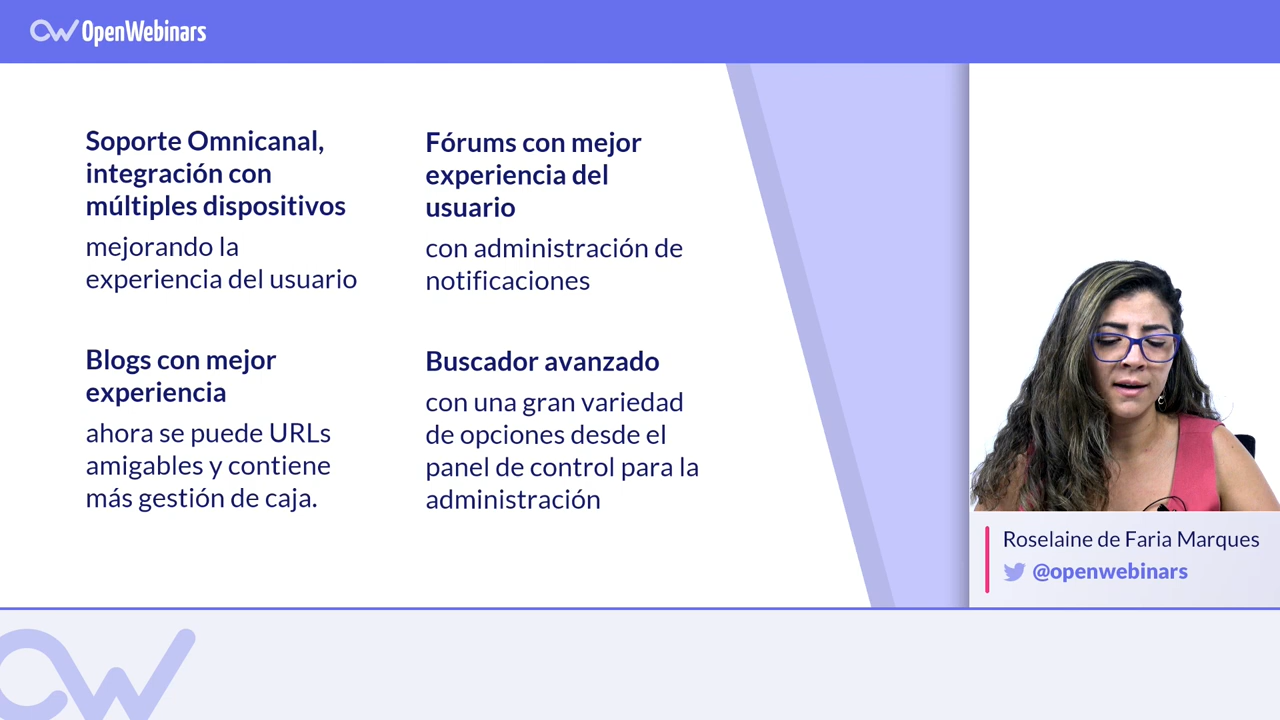 OpenWebinars
Soporte Omnicanal,
integración con
múltiples dispositivos
mejorando la
experiencia del usuario
Fórums con mejor
experiencia del
usuario
con administración de
notificaciones
Blogs con mejor
experiencia
ahora se puede URLs
amigables y contiene
más gestión de caja.
Buscador avanzado
con una gran variedad
de opciones desde el
panel de control para la
administración
Roselaine de Faria Marques
@openwebinars